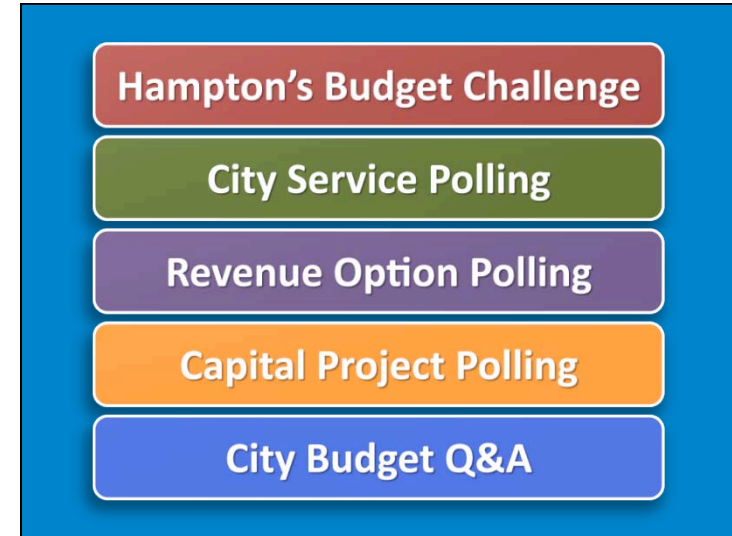 Hampton’s Budget Challenge
City Service Polling
Revenue Option Polling
Capital Project Polling
City Budget Q&A